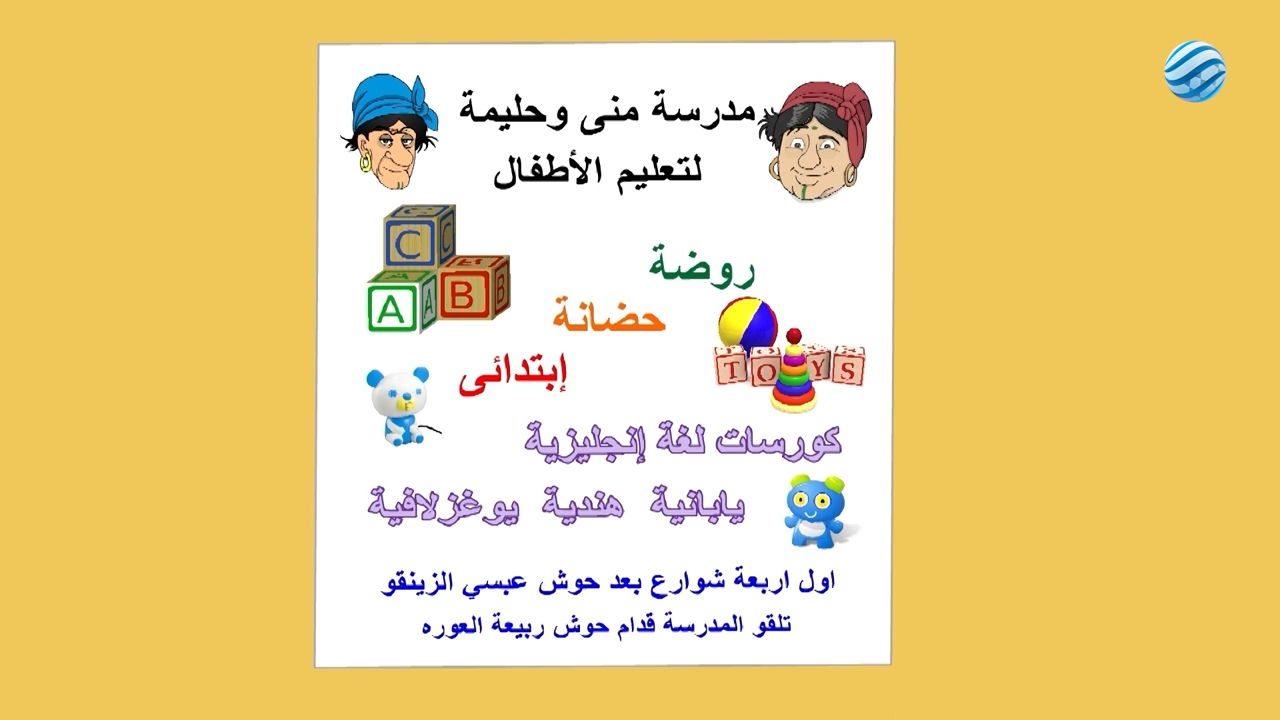 مدرسة منى وحليمة
لتعليم الأطفال
روضة
حضانة
إبتدائى
C
C
A
A
B
B
T O Y S
كورسات لغة إنجليزية
يابانية هندية يوغزلافية
اول اربعة شوارع بعد حوش عبسي الزينقو
تلقو المدرسة قدام حوش ربيعة العوره